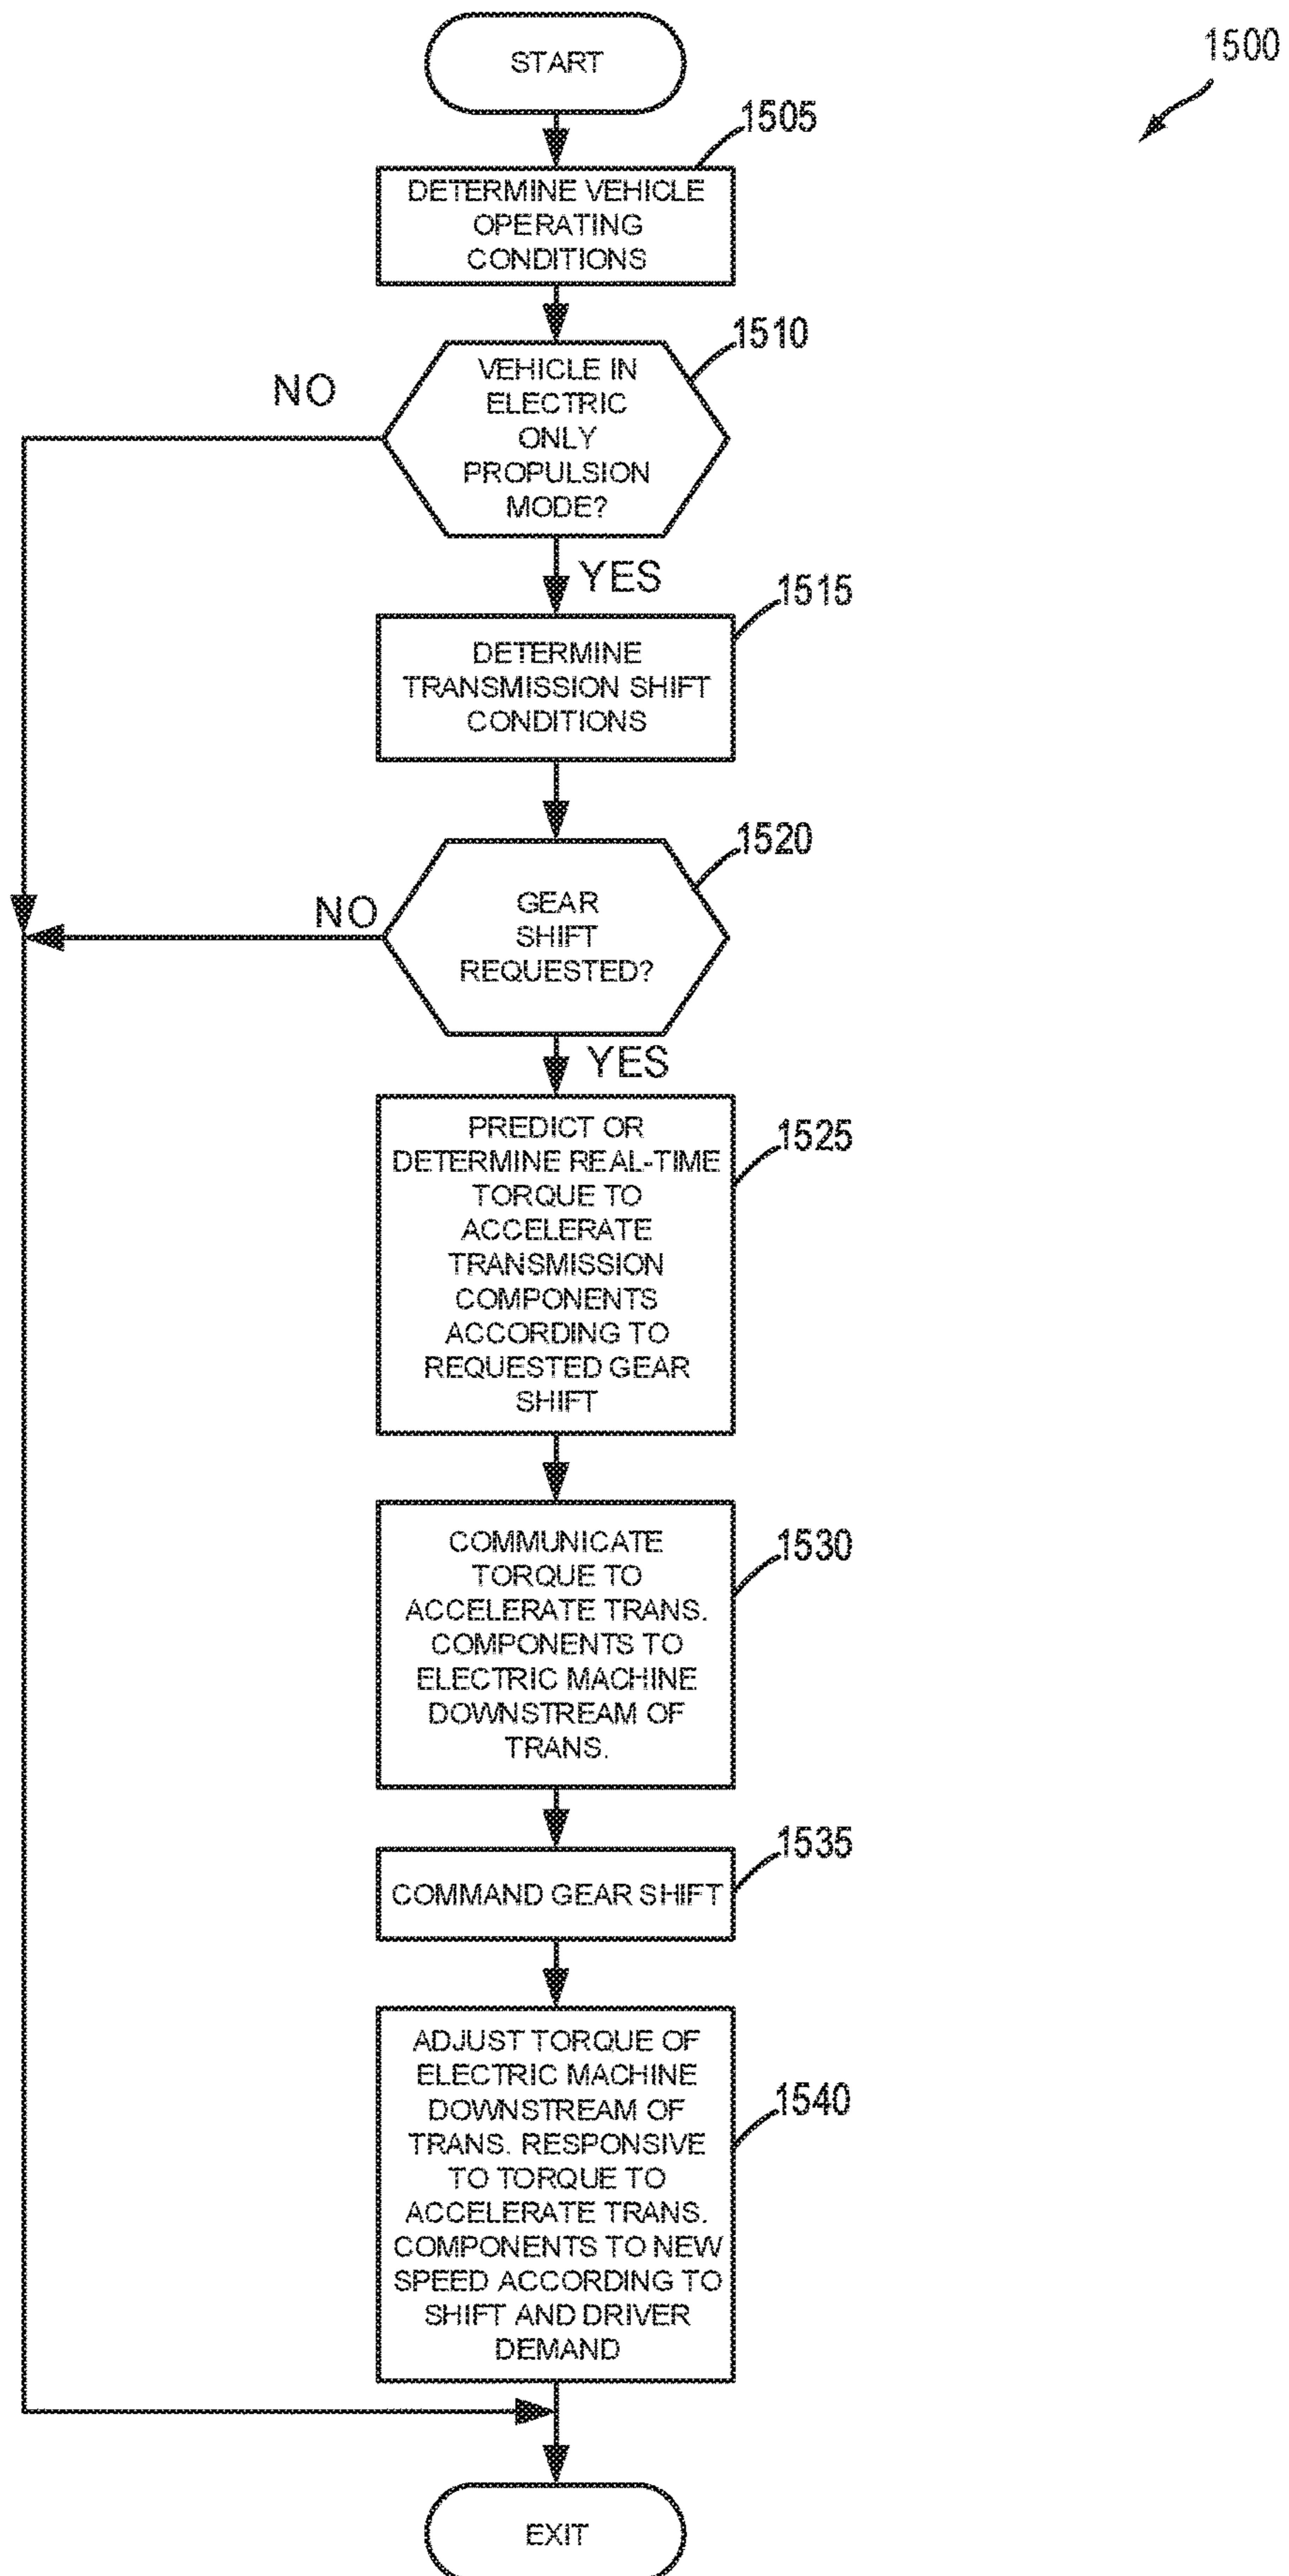 START
1500
1505
DETERMINE VEHICLE
OPERATING
CONDITIONS
1510
NO
VEHICLE IN
ELECTRIC
ONLY
PROPULSION
MODE?
YES
1515
DETERMINE
TRANSMISSION SHIFT
CONDITIONS
1520
NO
GEAR
SHIFT
REQUESTED?
YES
1525
PREDICT OR
DETERMINE REAL-TIME
TORQUE TO
ACCELERATE
TRANSMISSION
COMPONENTS
ACCORDING TO
REQUESTED GEAR
SHIFT
1530
COMMUNICATE
TORQUE TO
ACCELERATE TRANS.
COMPONENTS TO
ELECTRIC MACHINE
DOWNSTREAM OF
TRANS.
1535
COMMAND GEAR SHIFT
1540
ADJUST TORQUE OF
ELECTRIC MACHINE
DOWNSTREAM OF
TRANS. RESPONSIVE
TO TORQUE TO
ACCELERATE TRANS.
COMPONENTS TO NEW
SPEED ACCORDING TO
SHIFT AND DRIVER
DEMAND
EXIT